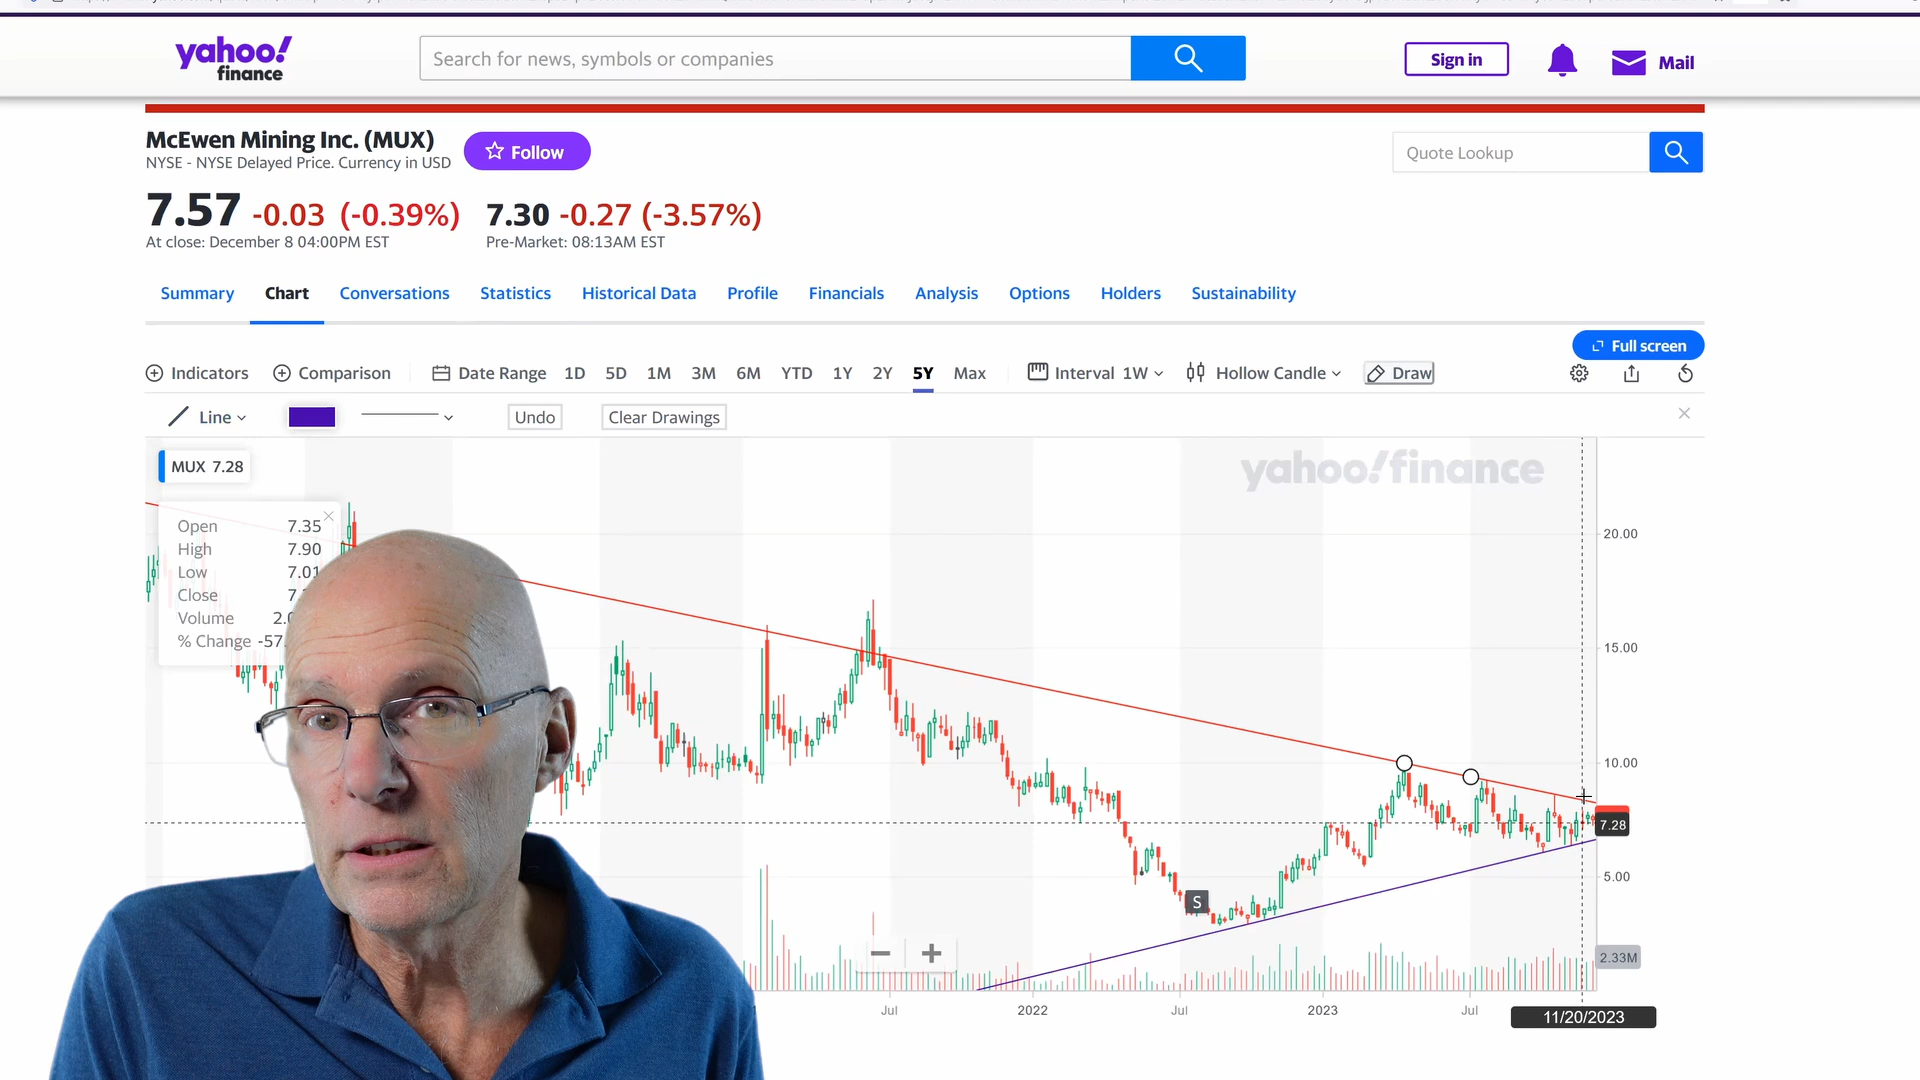 yahoo!
finance
Search for news, symbols or companies
Sign in
Mail
McEwen Mining Inc. (MUX)
NYSE - NYSE Delayed Price. Currency in USD
Follow
Quote Lookup
7.57 -0.03 (-0.39%) 7.30 -0.27 (-3.57%)
At close: December 8 04:00PM EST
Pre-Market: 08:13AM EST
Summary Chart Conversations Statistics Historical Data Profile Financials Analysis Options Holders Sustainability
Full screen
Indicators Comparison Date Range 1D 5D 1M 3M 6M YTD 1Y 2Y 5Y Max Interval 1W Hollow Candle Draw
Line Undo Clear Drawings
MUX 7.28
yahoo!finance
Open 7.35
High 7.90
Low 7.01
Close
Volume
% Change
20.00
15.00
10.00
7.28
5.00
S
2.33M
Jul 2022 Jul 2023 Jul
11/20/2023